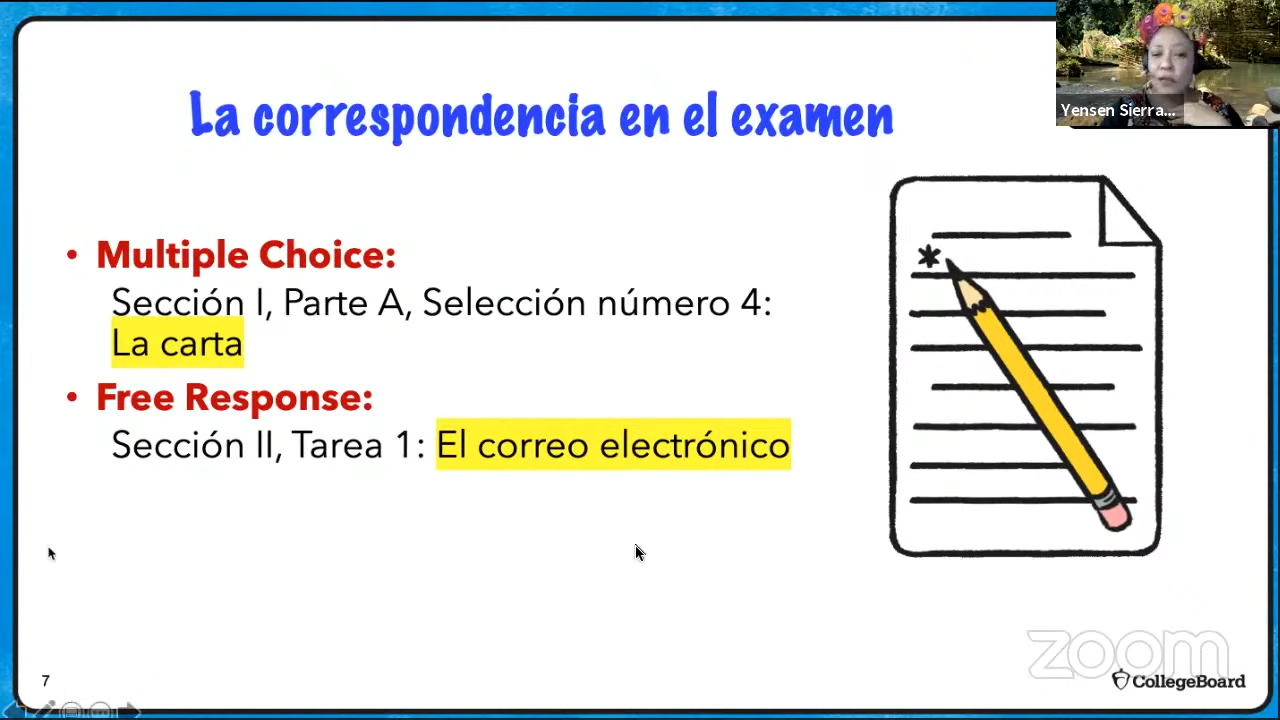 La correspondencia en el examen
Yensen Sierra...
• Multiple Choice:
Sección I, Parte A, Selección número 4:
La carta
• Free Response:
Sección II, Tarea 1: El correo electrónico
zoom
7
CollegeBoard